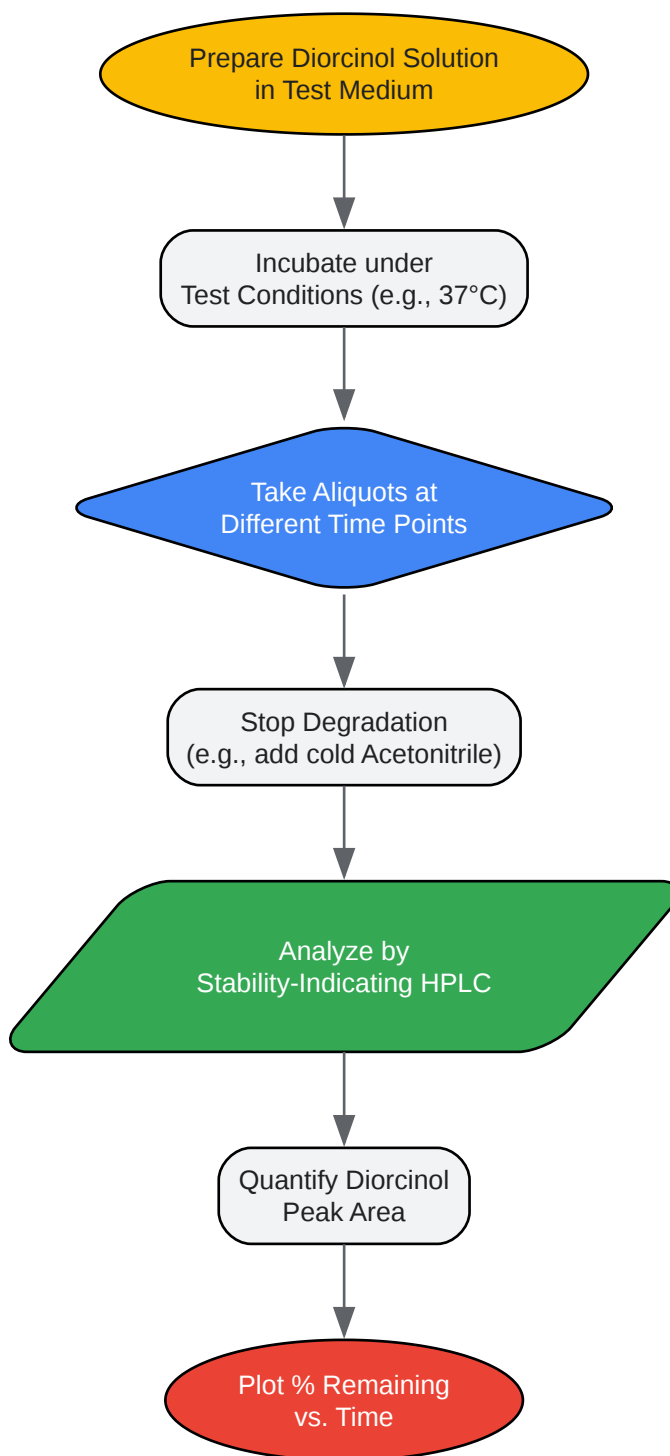 Prepare Diorcinol Solution
in Test Medium
Incubate under
Test Conditions (e.g., 37°C)
Take Aliquots at
Different Time Points
Stop Degradation
(e.g., add cold Acetonitrile)
Analyze by
Stability-Indicating HPLC
Quantify Diorcinol
Peak Area
Plot % Remaining
vs. Time